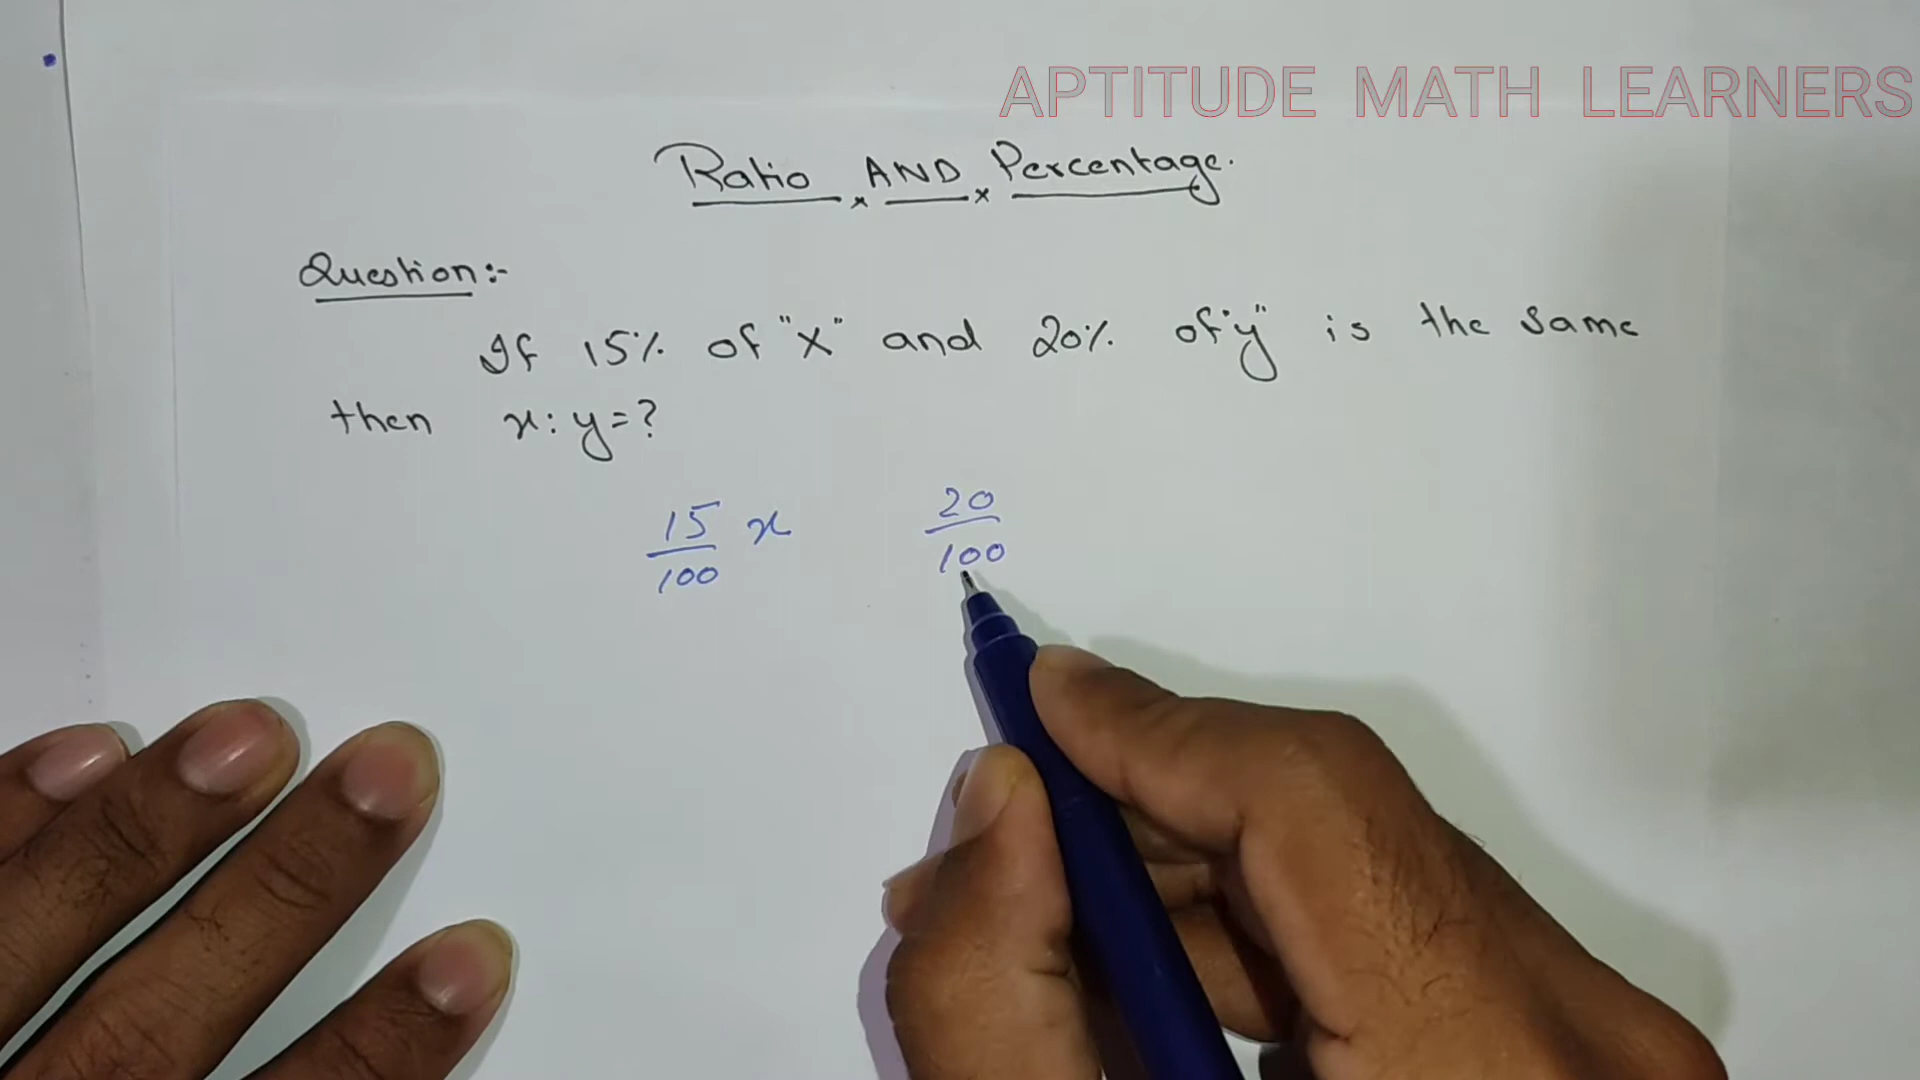 APTITUDE MATH LEARNERS
Ratio AND Percentage.
Question:-
If 15% of "X" and 20% of "y" is the same
then x:y=?
15/100 x 20/100